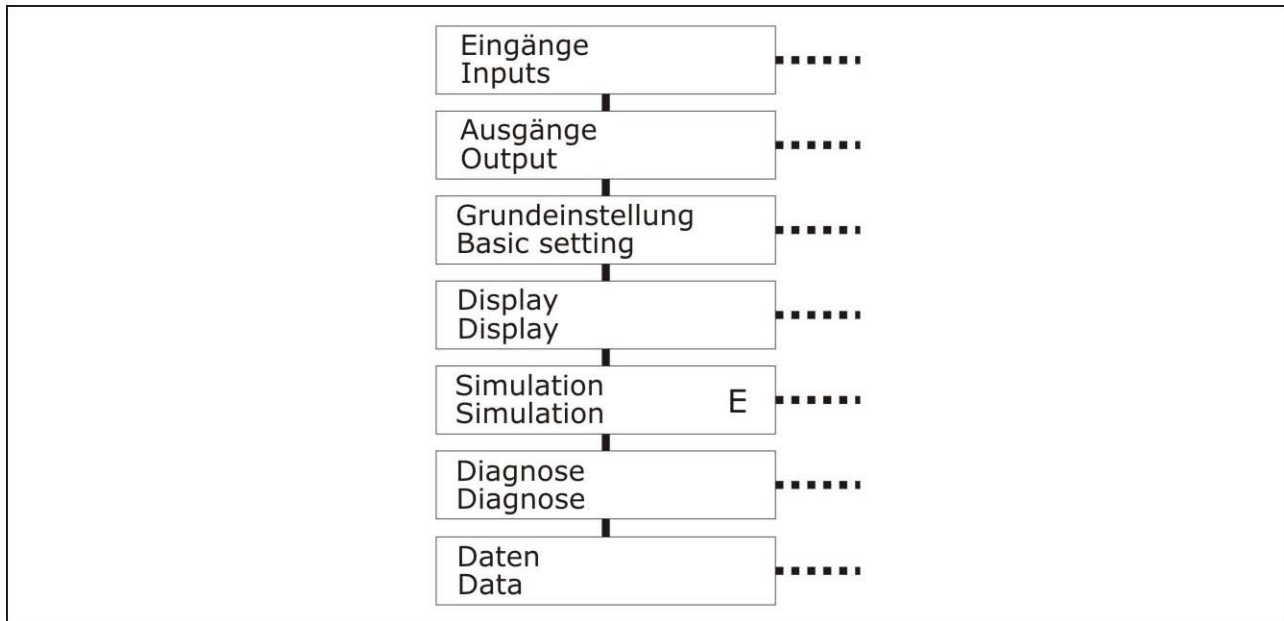 Eingänge
Inputs
Ausgänge
Output
Grundeinstellung
Basic setting
Display
Display
Simulation
Simulation E
Diagnose
Diagnose
Daten
Data